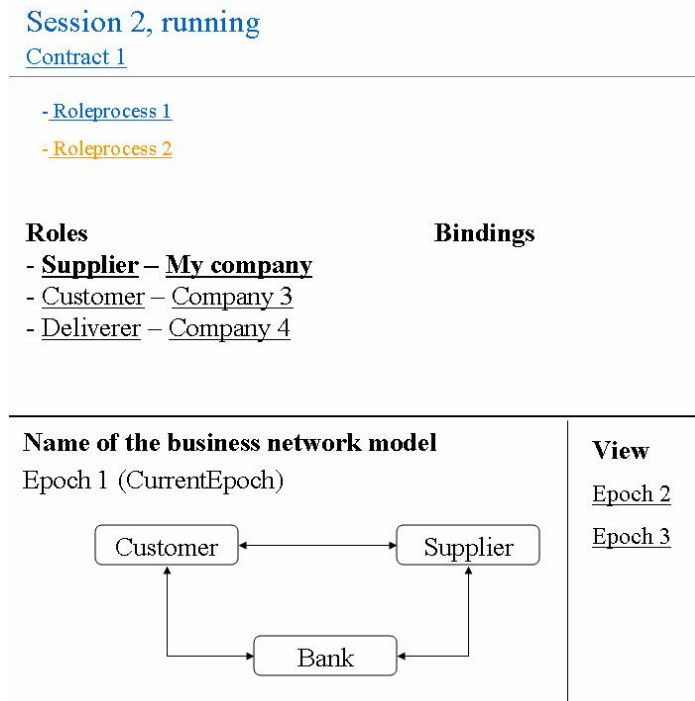 Session 2, running
Contract 1
- Roleprocess 1
- Roleprocess 2
Roles
- Supplier – My company
- Customer – Company 3
- Deliverer – Company 4
Bindings
Name of the business network model
Epoch 1 (CurrentEpoch)
Customer
Supplier
Bank
View
Epoch 2
Epoch 3